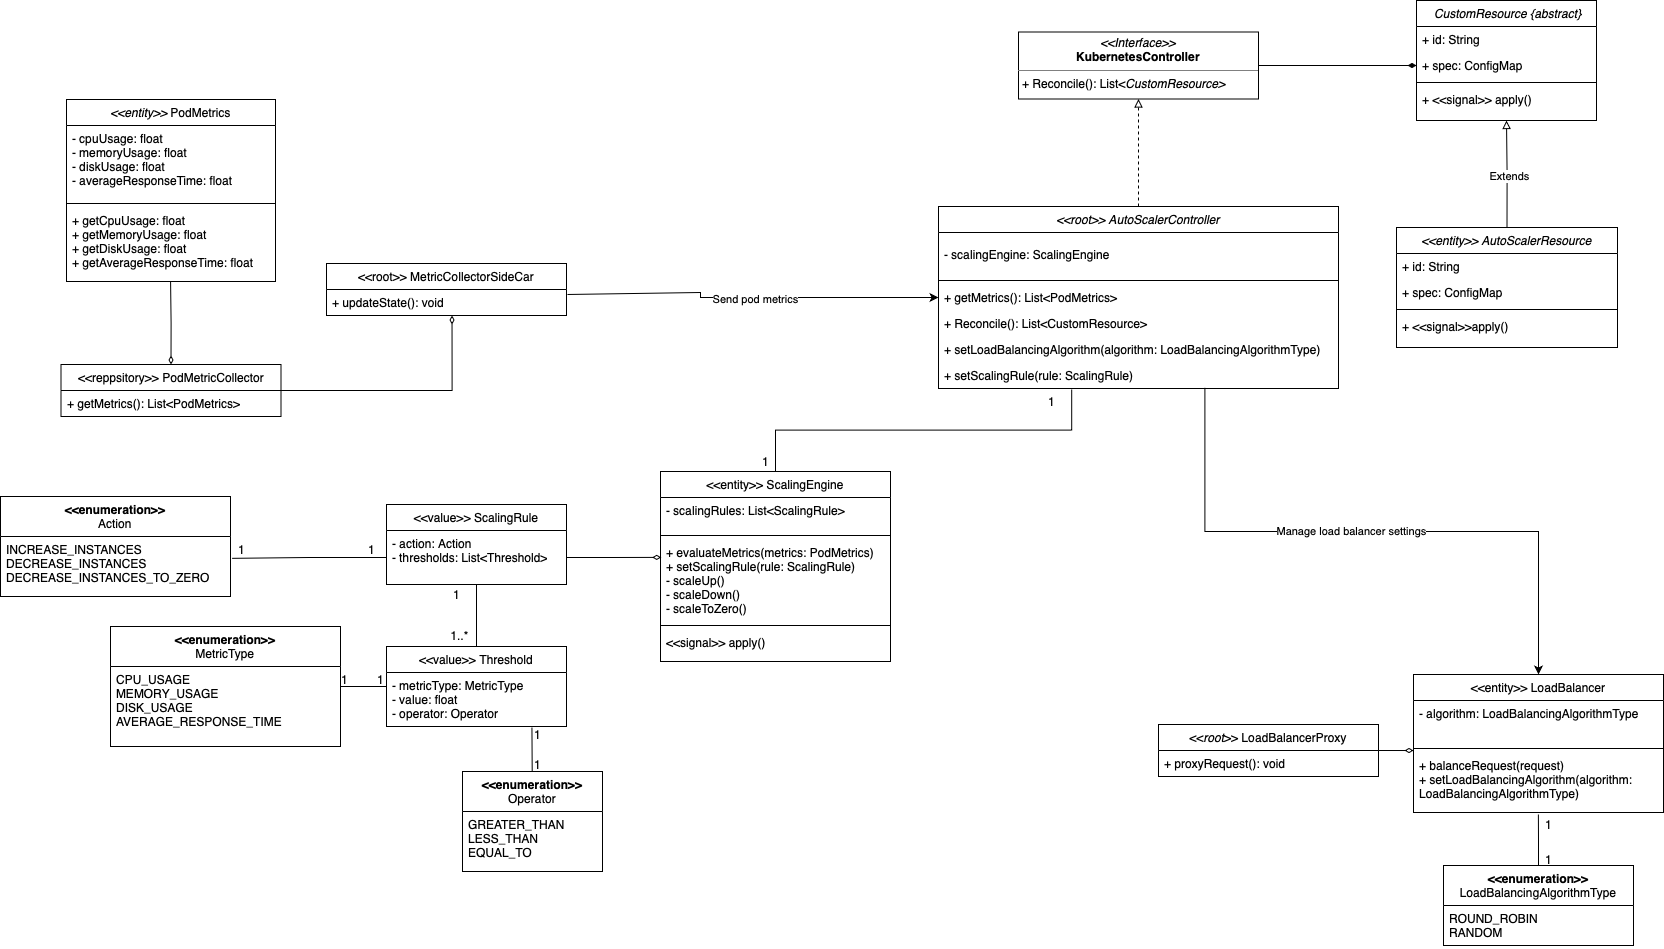 CustomResource {abstract}
+ id: String
+ spec: ConfigMap
+ <<signal>> apply()
<<Interface>>
KubernetesController
+ Reconcile(): List<CustomResource>
Extends
<<entity>> PodMetrics
- cpuUsage: float
- memoryUsage: float
- diskUsage: float
- averageResponseTime: float
+ getCpuUsage: float
+ getMemoryUsage: float
+ getDiskUsage: float
+ getAverageResponseTime: float
<<root>> AutoScalerController
- scalingEngine: ScalingEngine
+ getMetrics(): List<PodMetrics>
+ Reconcile(): List<CustomResource>
+ setLoadBalancingAlgorithm(algorithm: LoadBalancingAlgorithmType)
+ setScalingRule(rule: ScalingRule)
<<entity>> AutoScalerResource
+ id: String
+ spec: ConfigMap
+ <<signal>>apply()
<<root>> MetricCollectorSideCar
+ updateState(): void
Send pod metrics
<<reppsitory>> PodMetricCollector
+ getMetrics(): List<PodMetrics>
1
1
<<entity>> ScalingEngine
- scalingRules: List<ScalingRule>
+ evaluateMetrics(metrics: PodMetrics)
+ setScalingRule(rule: ScalingRule)
- scaleUp()
- scaleDown()
- scaleToZero()
<<signal>> apply()
<<enumeration>>
Action
INCREASE_INSTANCES
DECREASE_INSTANCES
DECREASE_INSTANCES_TO_ZERO
1
1
<<value>> ScalingRule
- action: Action
- thresholds: List<Threshold>
1
1..*
Manage load balancer settings
<<enumeration>>
MetricType
CPU_USAGE
MEMORY_USAGE
DISK_USAGE
AVERAGE_RESPONSE_TIME
1
1
<<value>> Threshold
- metricType: MetricType
- value: float
- operator: Operator
1
1
<<enumeration>>
Operator
GREATER_THAN
LESS_THAN
EQUAL_TO
<<entity>> LoadBalancer
- algorithm: LoadBalancingAlgorithmType
+ balanceRequest(request)
+ setLoadBalancingAlgorithm(algorithm:
LoadBalancingAlgorithmType)
<<root>> LoadBalancerProxy
+ proxyRequest(): void
1
1
<<enumeration>>
LoadBalancingAlgorithmType
ROUND_ROBIN
RANDOM